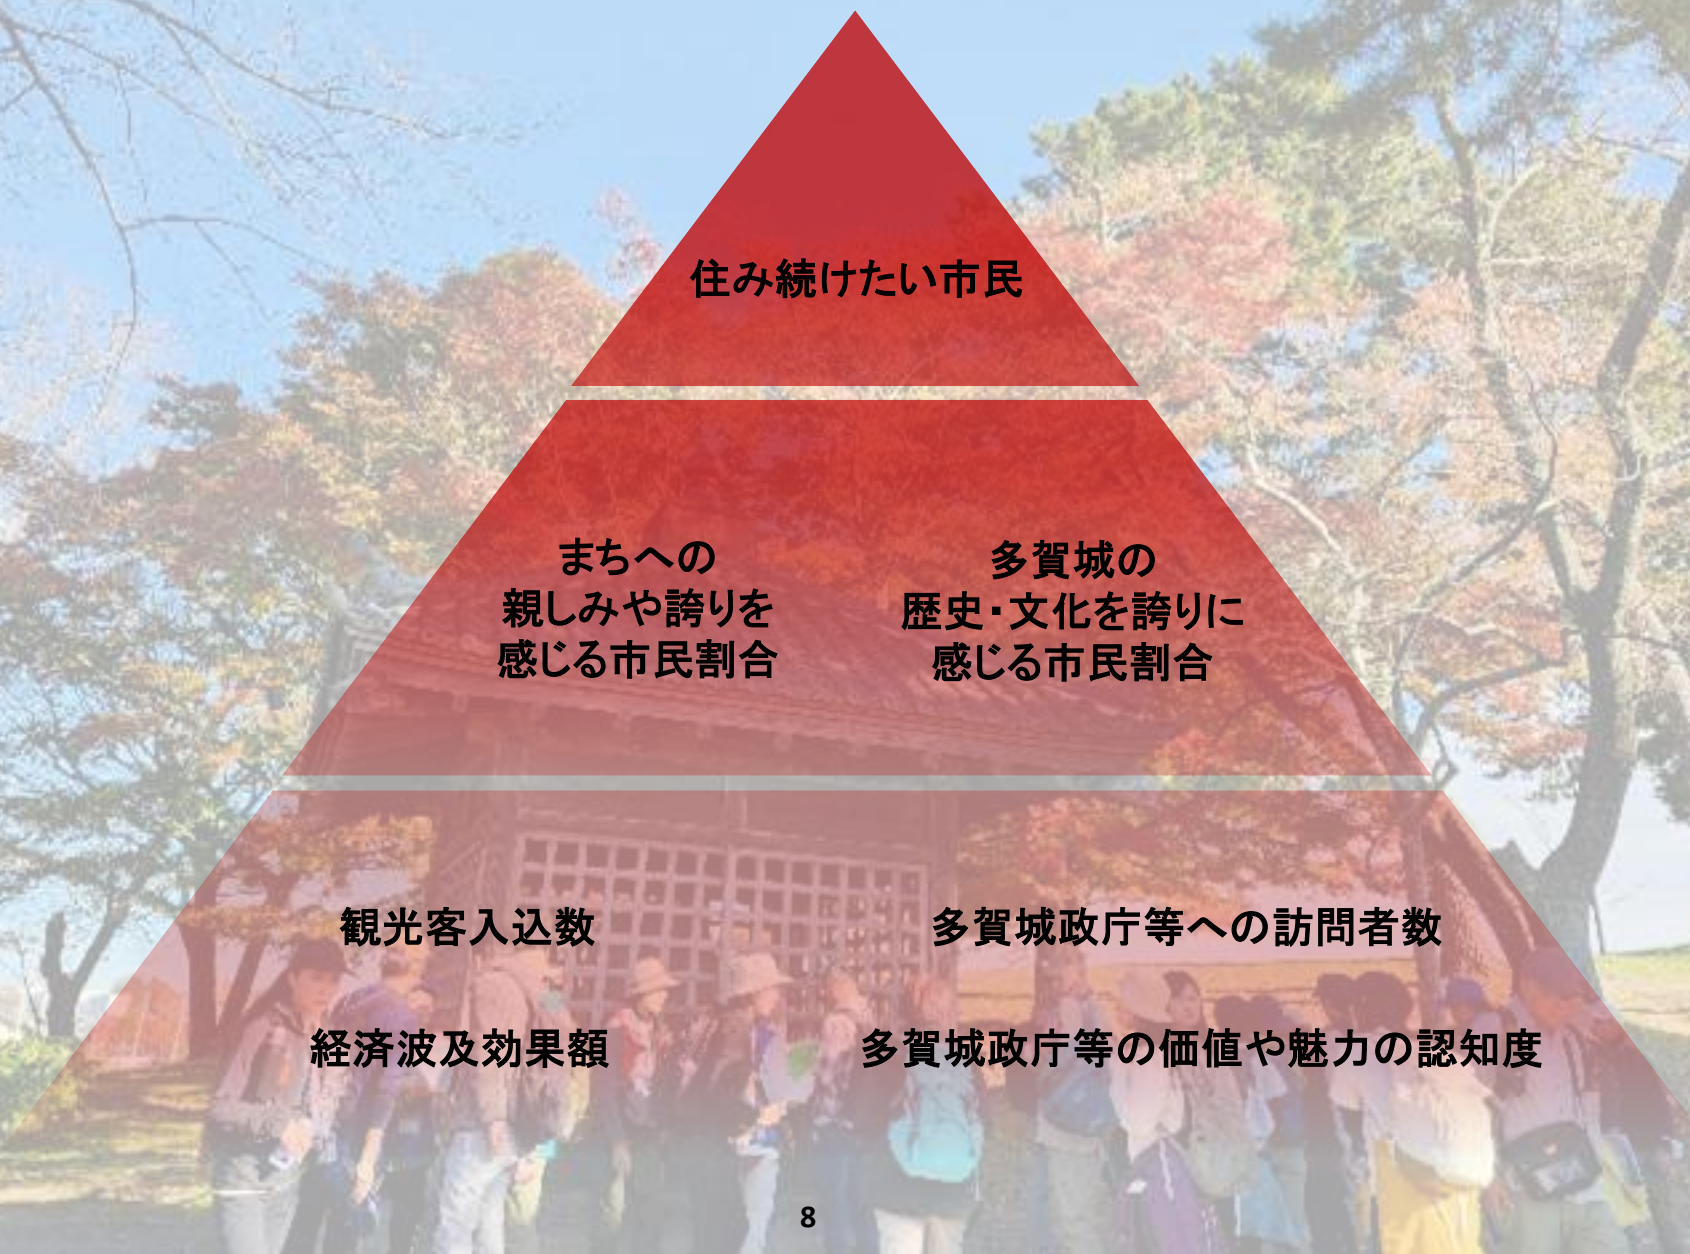 住み続けたい市民
まちへの
親しみや誇りを
感じる市民割合
多賀城の
歴史・文化を誇りに
感じる市民割合
観光客入込数
多賀城政庁等への訪問者数
経済波及効果額
多賀城政庁等の価値や魅力の認知度
8